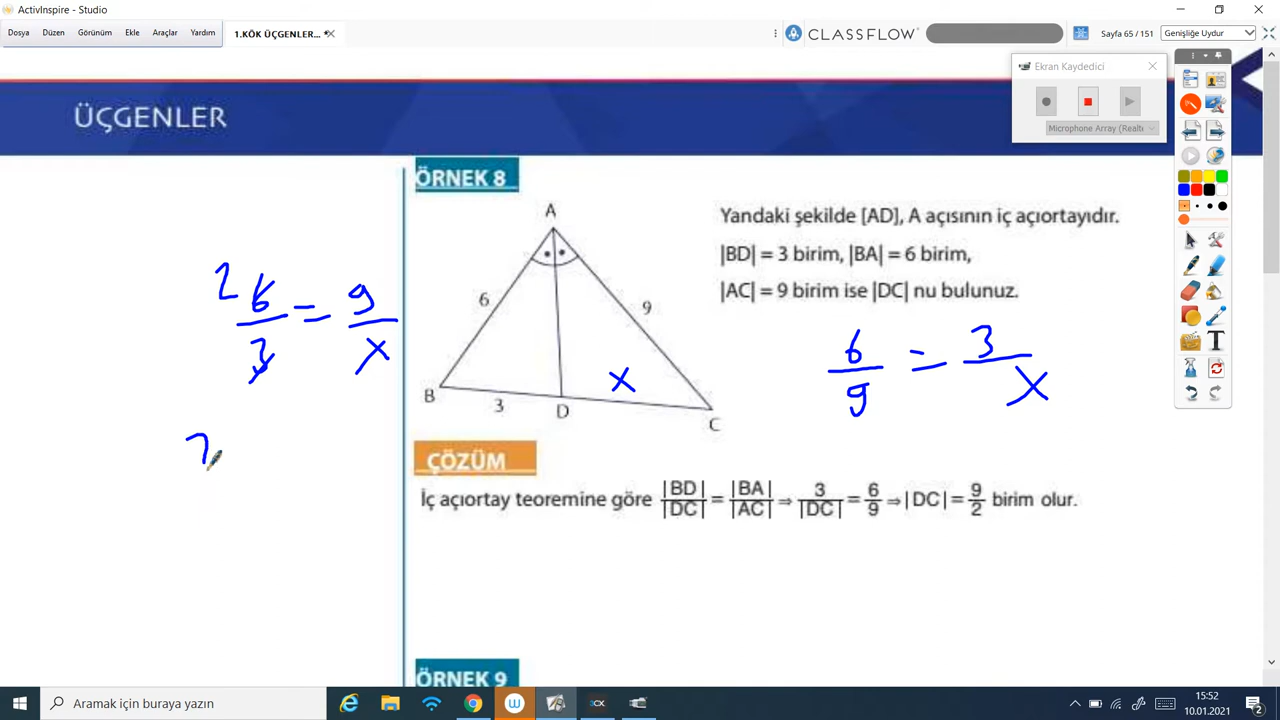 ActivInspire - Studio
Dosya Düzen Görünüm Ekle Araçlar Yardım
1.KÖK ÜÇGENLER...
CLASSFLOW
Sayfa 65 / 151
Genişliğe Uydur
Ekran Kaydedici
Microphone Array (Realte
ÜÇGENLER
ÖRNEK 8
A
6
9
B
3
D
x
C
Yandaki şekilde [AD], A açısının iç açıortayıdır.
|BD| = 3 birim, |BA| = 6 birim,
|AC| = 9 birim ise |DC| nu bulunuz.
2 6/3 = 9/x
6/9 = 3/x
ÇÖZÜM
İç açıortay teoremine göre |BD|/|DC| = |BA|/|AC| ⇒ 3/|DC| = 6/9 ⇒ |DC| = 9/2 birim olur.
ÖRNEK 9
Aramak için buraya yazın
15:52
10.01.2021
2